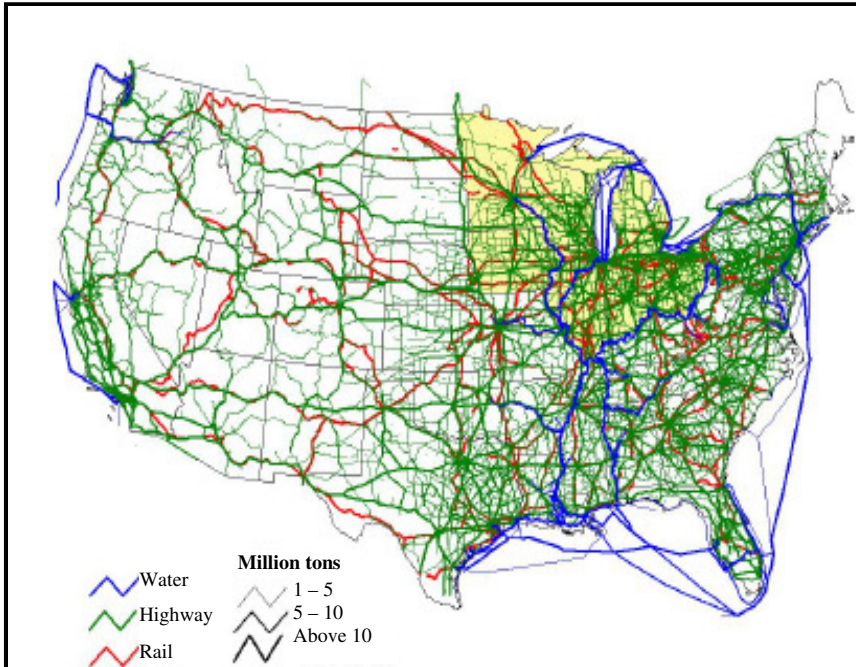 Water
Highway
Rail
Million tons
1 – 5
5 – 10
Above 10